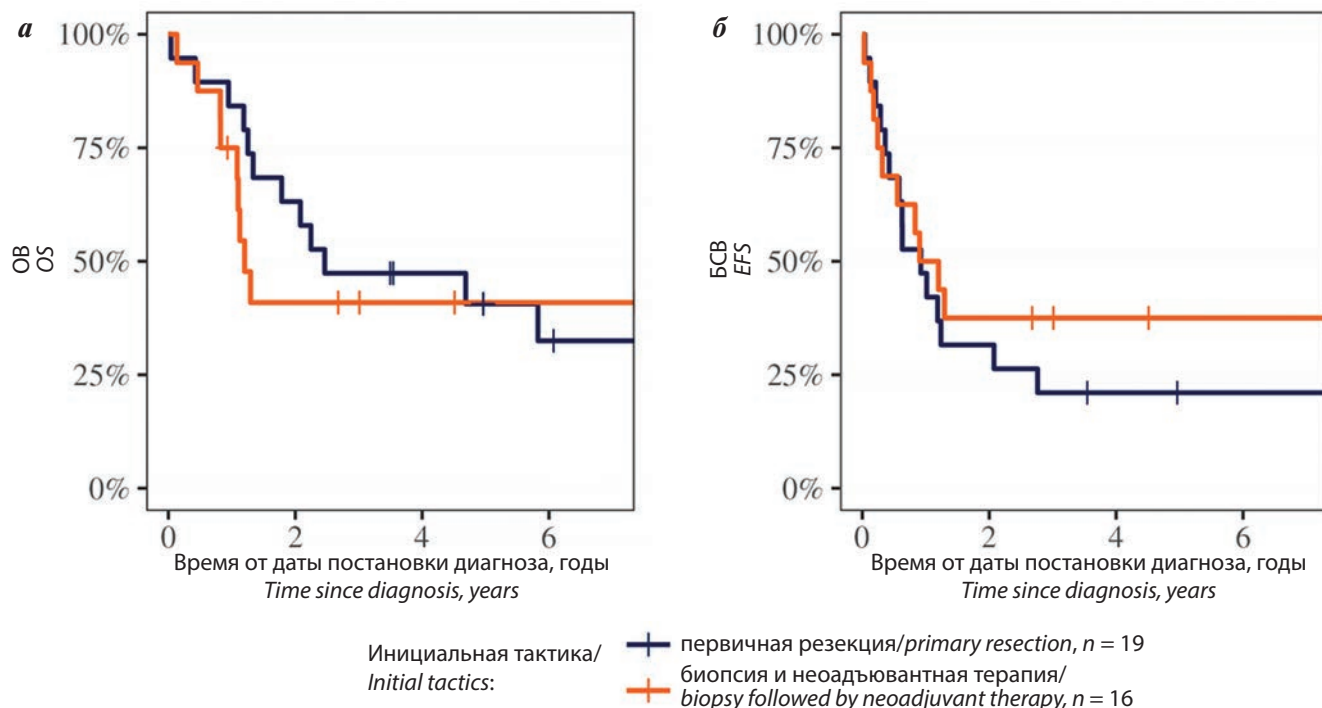 а
100%
75%
50%
25%
0%
ОВ
OS
0 2 4 6
Время от даты постановки диагноза, годы
Time since diagnosis, years
б
100%
75%
50%
25%
0%
БСВ
EFS
0 2 4 6
Время от даты постановки диагноза, годы
Time since diagnosis, years
Инициальная тактика/
Initial tactics:
первичная резекция/primary resection, n = 19
биопсия и неоадъювантная терапия/
biopsy followed by neoadjuvant therapy, n = 16